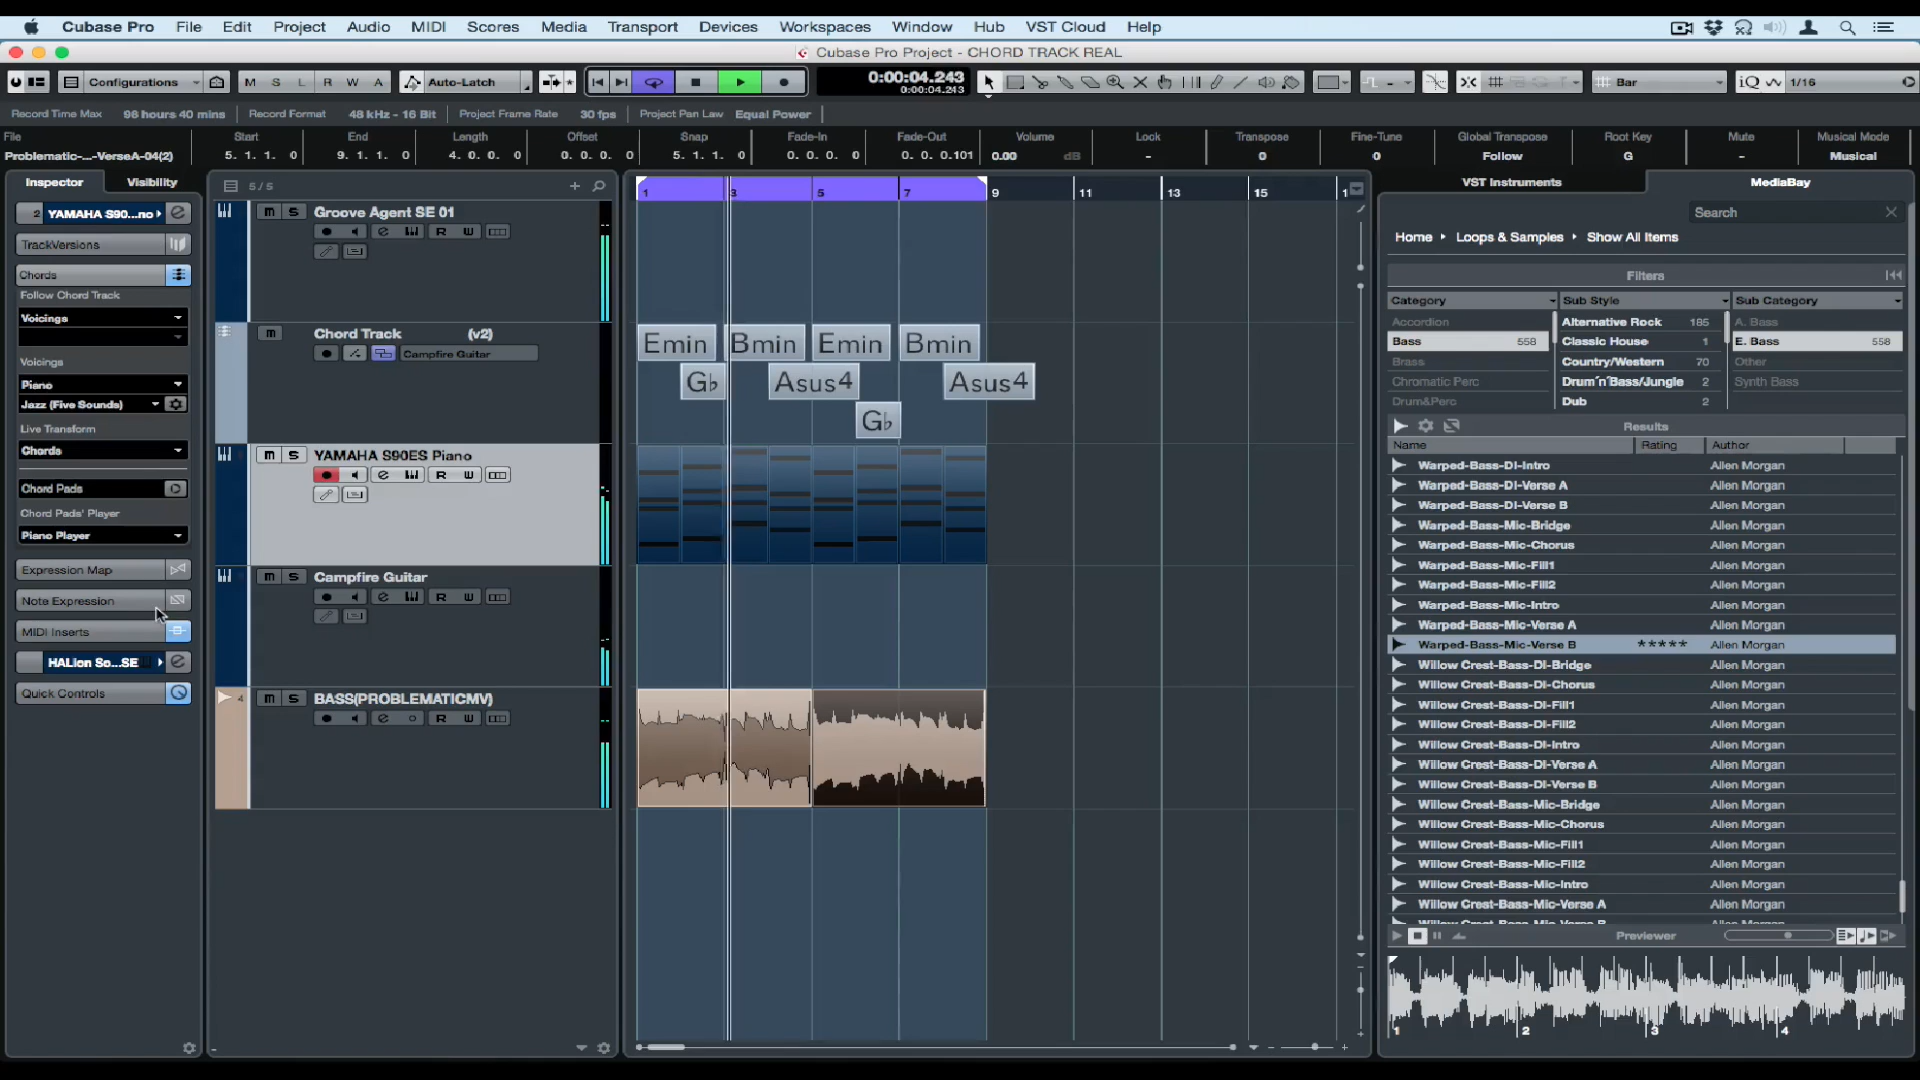 Cubase Pro File Edit Project Audio MIDI Scores Media Transport Devices Workspaces Window Hub VST Cloud Help
Cubase Pro Project - CHORD TRACK REAL
Configurations M S L R W A Auto-Latch 0:00:04.243 Bar iQ 1/16
0:00:04.243
Record Time Max 98 hours 40 mins Record Format 48 kHz - 16 Bit Project Frame Rate 30 fps Project Pan Law Equal Power
File Start End Length Offset Snap Fade-In Fade-Out Volume Lock Transpose Fine-Tune Global Transpose Root Key Mute Musical Mode
Problematic-...-VerseA-04(2) 5. 1. 1. 0 9. 1. 1. 0 4. 0. 0. 0 0. 0. 0. 0 5. 1. 1. 0 0. 0. 0. 0 0. 0. 0.101 0.00 dB - 0 0 Follow G - Musical
Inspector Visibility
2 YAMAHA S90...no
TrackVersions
Chords
Follow Chord Track
Voicings
Voicings
Piano
Jazz (Five Sounds)
Live Transform
Chords
Chord Pads
Chord Pads' Player
Piano Player
Expression Map
Note Expression
MIDI Inserts
HALion So...SE
Quick Controls
5/5
m S Groove Agent SE 01
R W
m Chord Track (v2)
Campfire Guitar
m S YAMAHA S90ES Piano
R W
m S Campfire Guitar
R W
4 m S BASS(PROBLEMATICMV)
R W
1 3 5 7 9 11 13 15 1
Emin Bmin Emin Bmin
G♭ Asus4 Asus4
G♭
VST Instruments MediaBay
Search
Home Loops & Samples Show All Items
Filters
Category Sub Style Sub Category
Accordion Alternative Rock 185 A. Bass
Bass 558 Classic House 1 E. Bass 558
Brass Country/Western 70 Other
Chromatic Perc Drum´n´Bass/Jungle 2 Synth Bass
Drum&Perc Dub 2
Results
Name Rating Author
Warped-Bass-DI-Intro Allen Morgan
Warped-Bass-DI-Verse A Allen Morgan
Warped-Bass-DI-Verse B Allen Morgan
Warped-Bass-Mic-Bridge Allen Morgan
Warped-Bass-Mic-Chorus Allen Morgan
Warped-Bass-Mic-Fill1 Allen Morgan
Warped-Bass-Mic-Fill2 Allen Morgan
Warped-Bass-Mic-Intro Allen Morgan
Warped-Bass-Mic-Verse A Allen Morgan
Warped-Bass-Mic-Verse B ***** Allen Morgan
Willow Crest-Bass-DI-Bridge Allen Morgan
Willow Crest-Bass-DI-Chorus Allen Morgan
Willow Crest-Bass-DI-Fill1 Allen Morgan
Willow Crest-Bass-DI-Fill2 Allen Morgan
Willow Crest-Bass-DI-Intro Allen Morgan
Willow Crest-Bass-DI-Verse A Allen Morgan
Willow Crest-Bass-DI-Verse B Allen Morgan
Willow Crest-Bass-Mic-Bridge Allen Morgan
Willow Crest-Bass-Mic-Chorus Allen Morgan
Willow Crest-Bass-Mic-Fill1 Allen Morgan
Willow Crest-Bass-Mic-Fill2 Allen Morgan
Willow Crest-Bass-Mic-Intro Allen Morgan
Willow Crest-Bass-Mic-Verse A Allen Morgan
Previewer
1 2 3 4